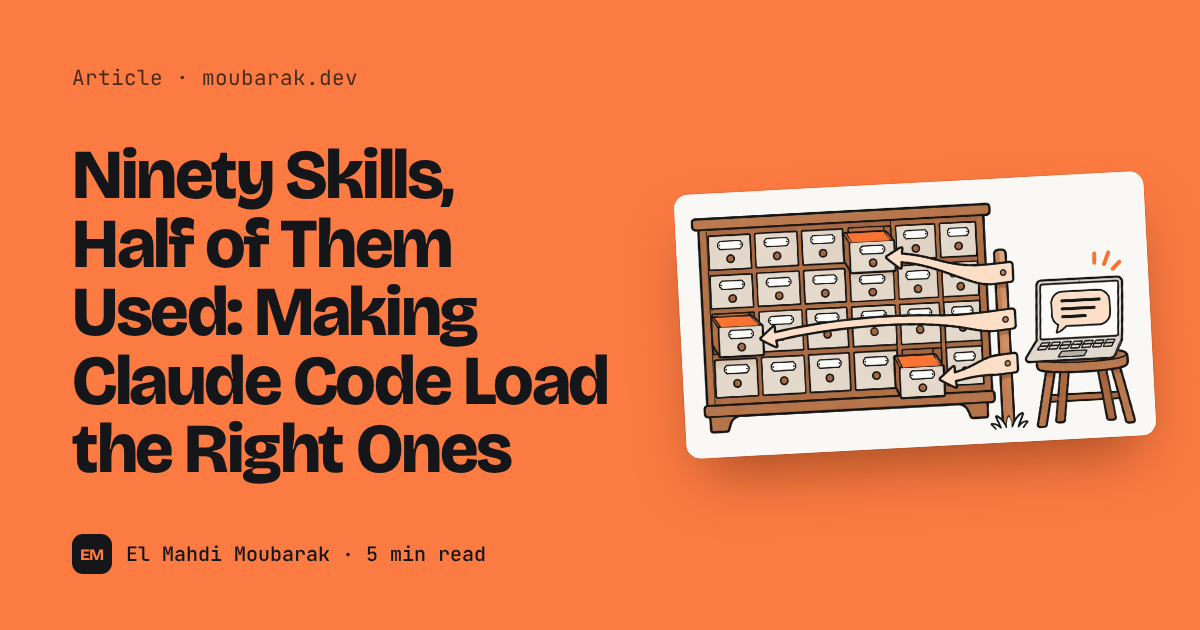 Article · moubarak.dev
Ninety Skills,
Half of Them
Used: Making
Claude Code Load
the Right Ones
EM
El Mahdi Moubarak · 5 min read